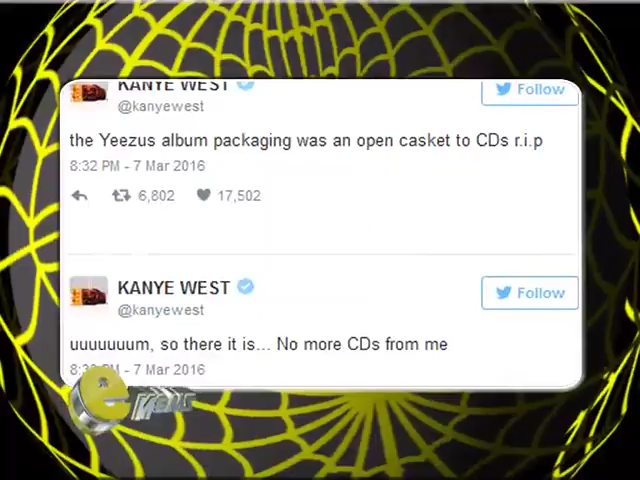 KANYE WEST
Follow
@kanyewest
the Yeezus album packaging was an open casket to CDs r.i.p
8:32 PM - 7 Mar 2016
6,802 17,502
KANYE WEST
Follow
@kanyewest
uuuuuuum, so there it is... No more CDs from me
PM - 7 Mar 2016
e